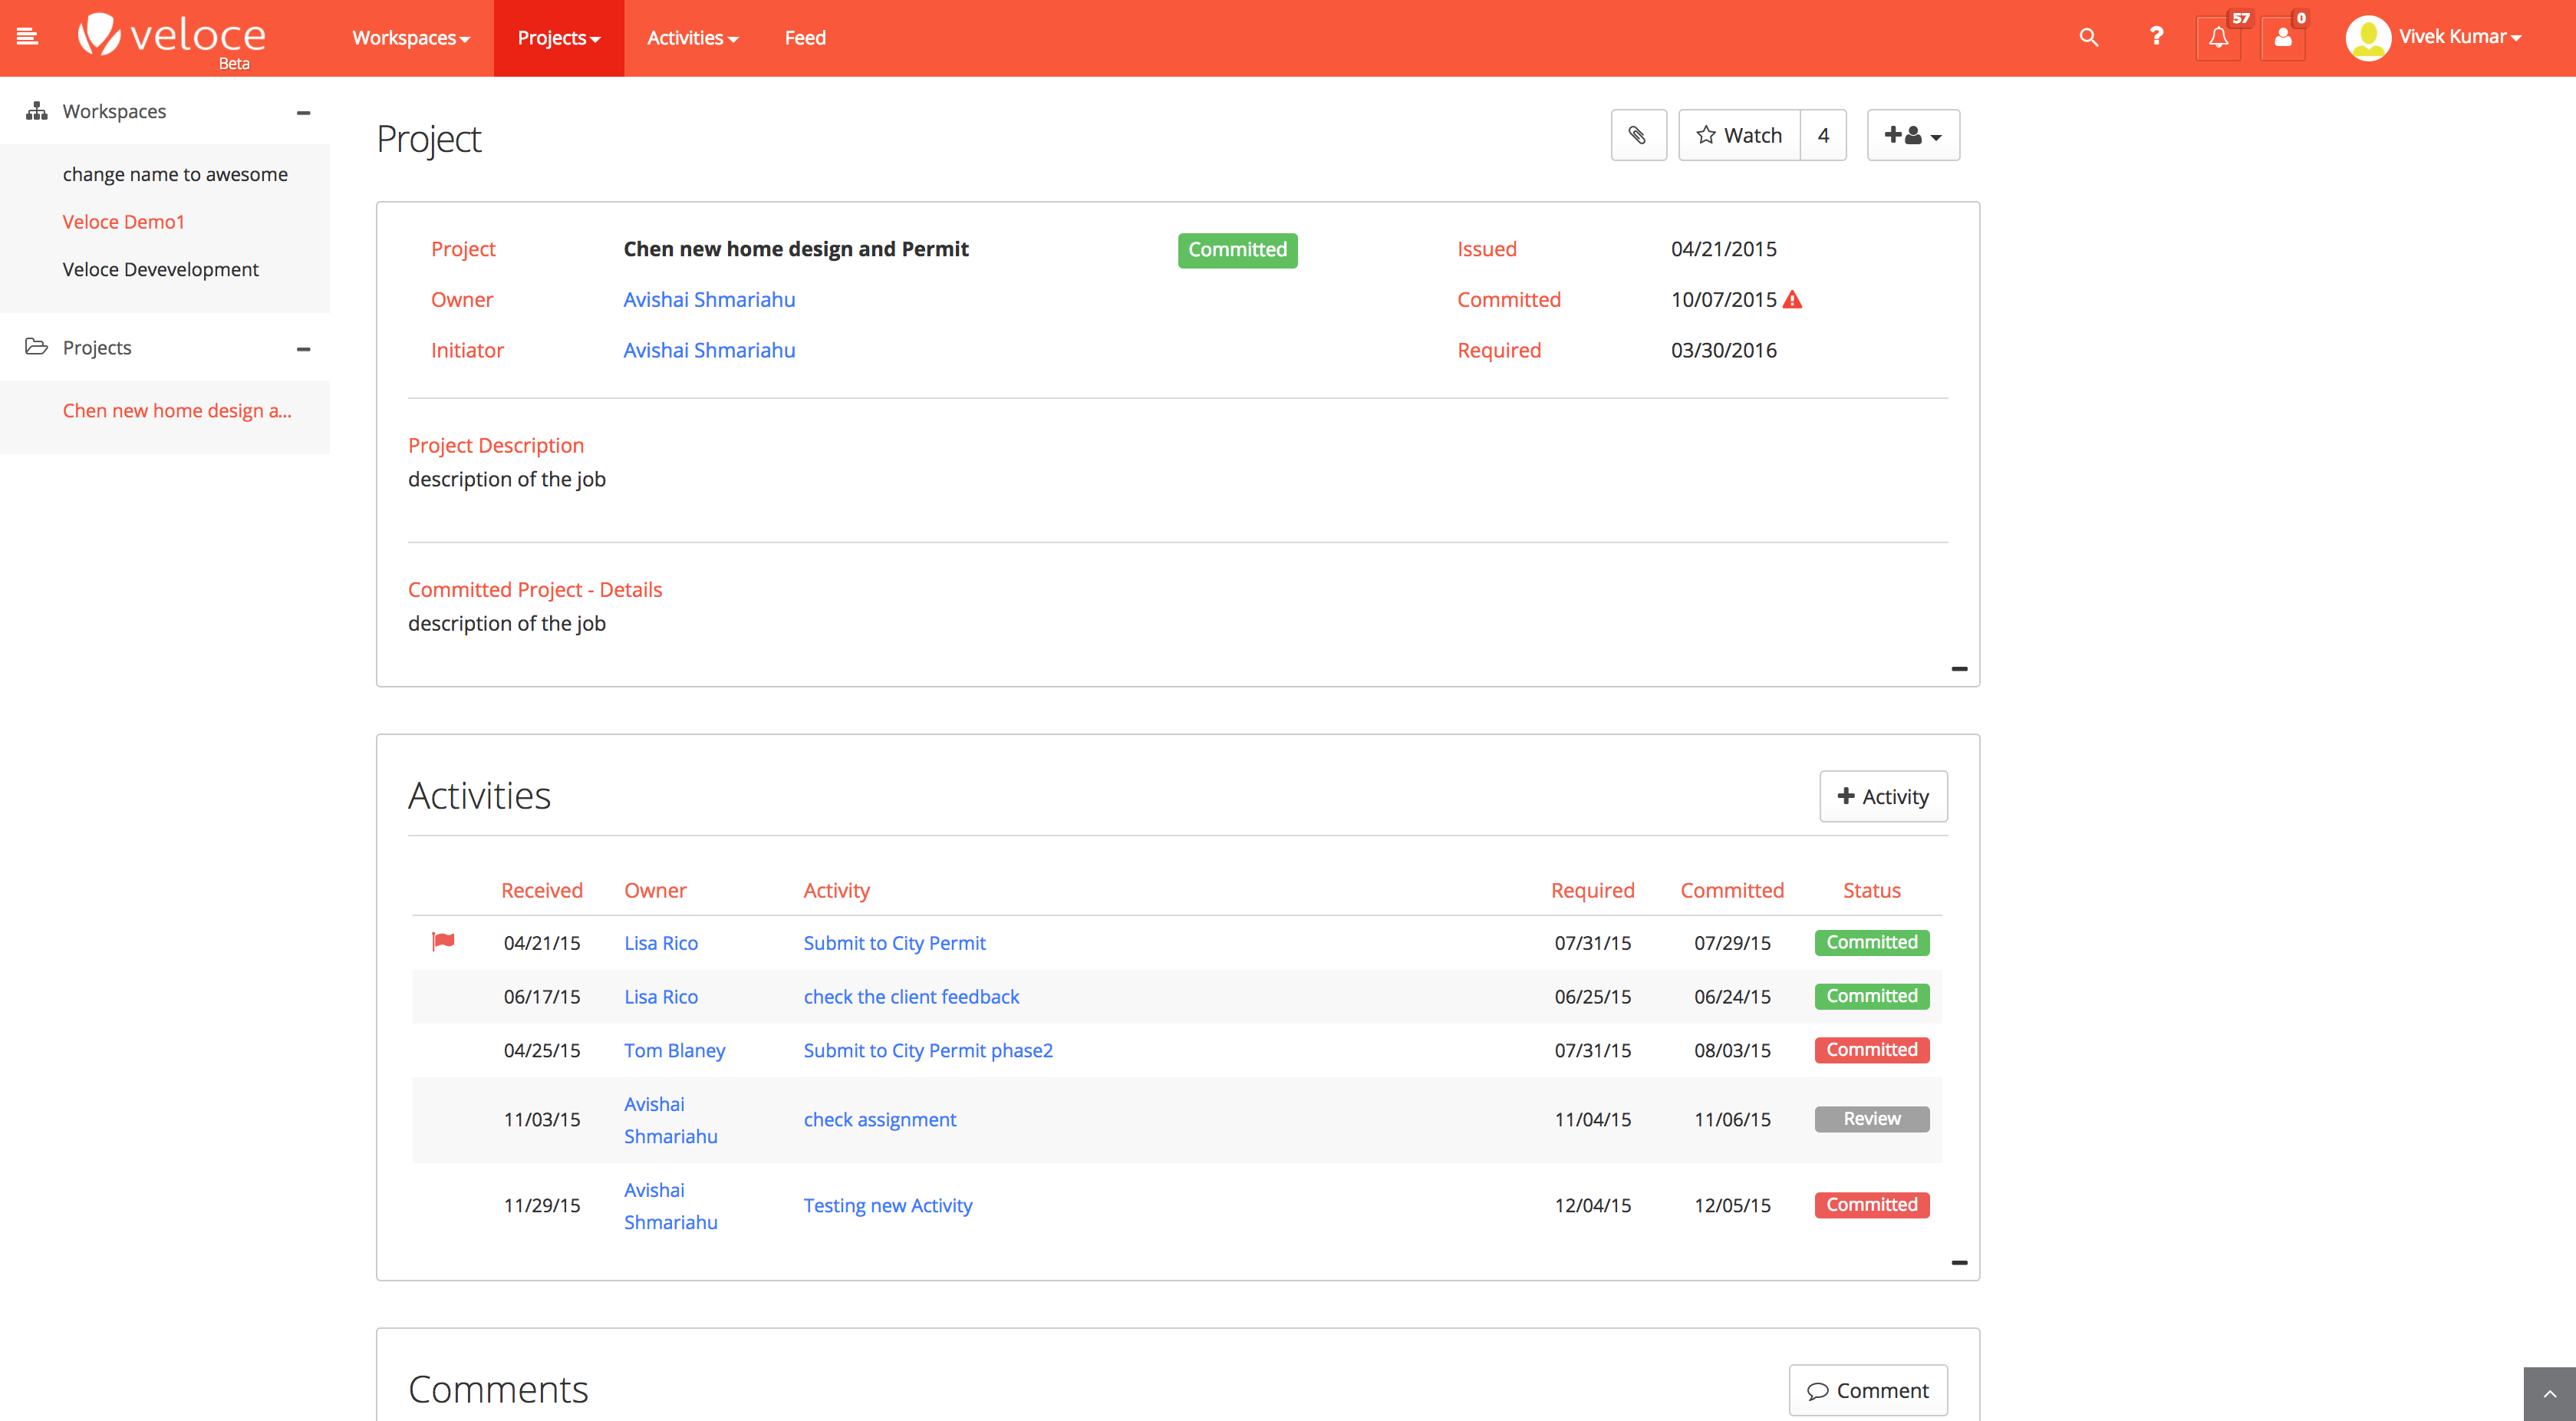 veloce
Beta
Workspaces
Projects
Activities
Feed
?
57
0
Vivek Kumar
Workspaces
change name to awesome
Veloce Demo1
Veloce Devevelopment
Projects
Chen new home design a...
Project
Watch 4
Project Chen new home design and Permit Committed Issued 04/21/2015
Owner Avishai Shmariahu Committed 10/07/2015
Initiator Avishai Shmariahu Required 03/30/2016
Project Description
description of the job
Committed Project - Details
description of the job
Activities
Activity
Received Owner Activity Required Committed Status
04/21/15 Lisa Rico Submit to City Permit 07/31/15 07/29/15 Committed
06/17/15 Lisa Rico check the client feedback 06/25/15 06/24/15 Committed
04/25/15 Tom Blaney Submit to City Permit phase2 07/31/15 08/03/15 Committed
11/03/15 Avishai Shmariahu check assignment 11/04/15 11/06/15 Review
11/29/15 Avishai Shmariahu Testing new Activity 12/04/15 12/05/15 Committed
Comments
Comment